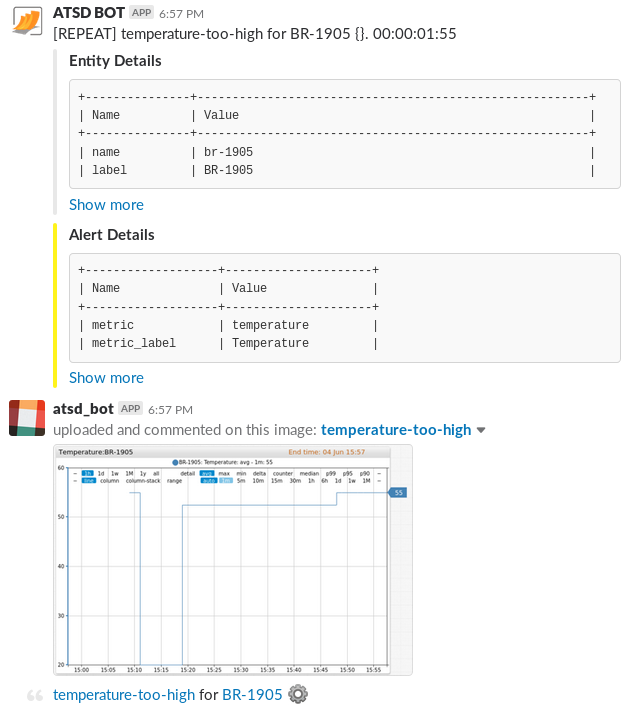 ATSD BOT APP 6:57 PM
[REPEAT] temperature-too-high for BR-1905 {}. 00:00:01:55
Entity Details
+---------------+------------------------------------------------------+
| Name | Value |
+---------------+------------------------------------------------------+
| name | br-1905 |
| label | BR-1905 |
Show more
Alert Details
+-------------------+--------------------+
| Name | Value |
+-------------------+--------------------+
| metric | temperature |
| metric_label | Temperature |
Show more
atsd_bot APP 6:57 PM
uploaded and commented on this image: temperature-too-high
Temperature:BR-1905 End time: 04 Jun 15:57
BR-1905: Temperature: avg - 1m: 55
− 1h 1d 1w 1M 1y all detail avg max min delta counter median p99 p95 p90 −
− line column column-stack range auto 1m 5m 10m 15m 30m 1h 6h 1d 1w 1M −
60
55
50
40
30
20
15:00 15:05 15:10 15:15 15:20 15:25 15:30 15:35 15:40 15:45 15:50 15:55
temperature-too-high for BR-1905